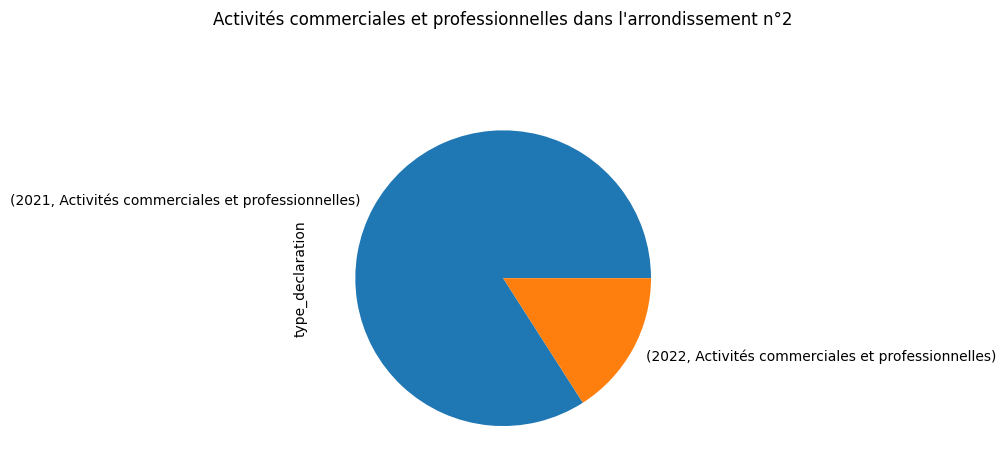 Activités commerciales et professionnelles dans l'arrondissement n°2
(2021, Activités commerciales et professionnelles)
type_declaration
(2022, Activités commerciales et professionnelles)